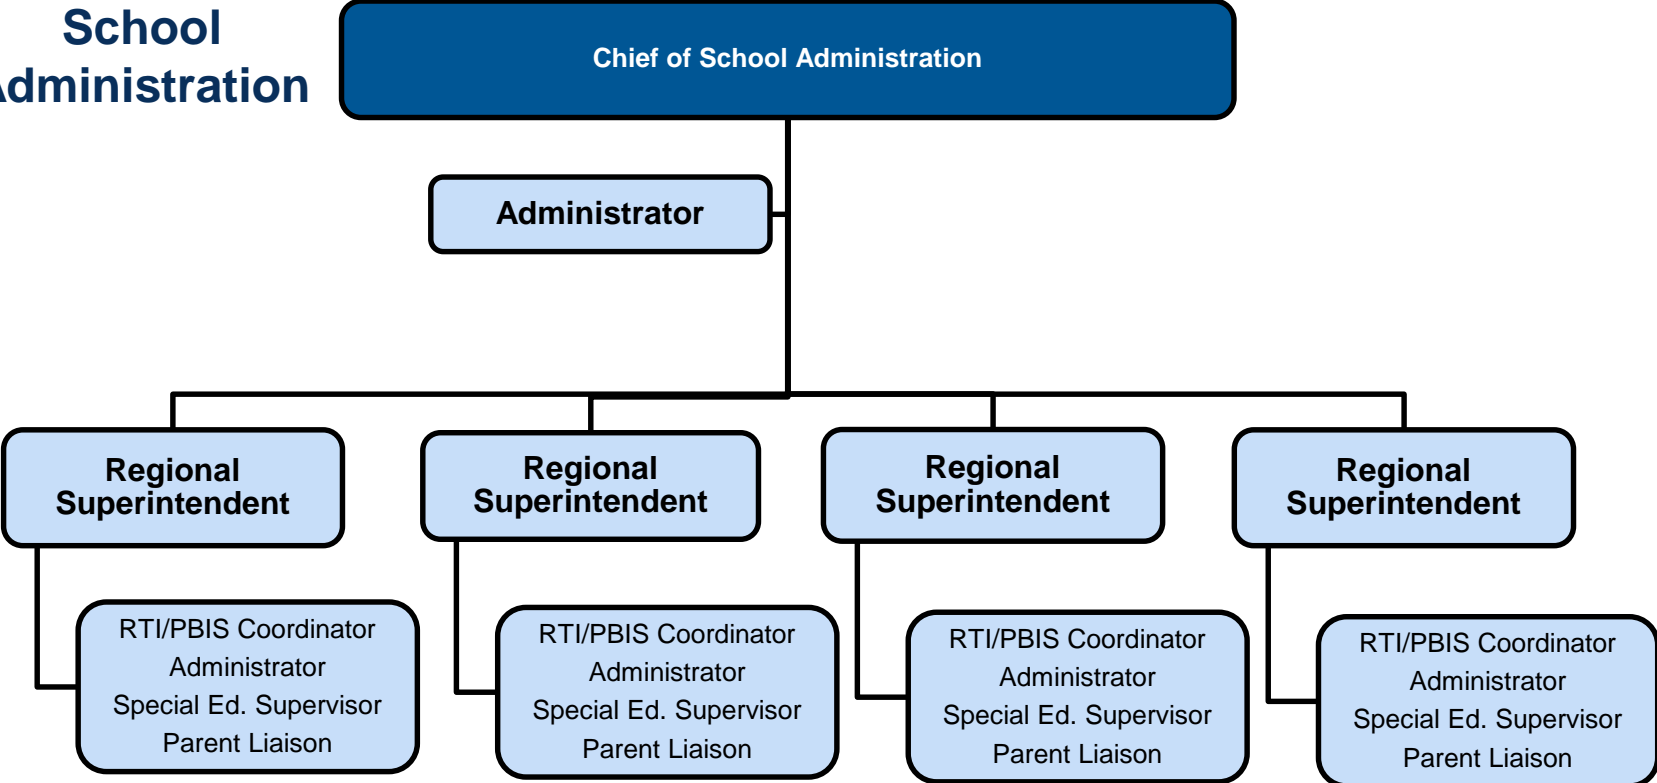 School
Administration
Chief of School Administration
Administrator
Regional
Superintendent
Regional
Superintendent
Regional
Superintendent
Regional
Superintendent
RTI/PBIS Coordinator
Administrator
Special Ed. Supervisor
Parent Liaison
RTI/PBIS Coordinator
Administrator
Special Ed. Supervisor
Parent Liaison
RTI/PBIS Coordinator
Administrator
Special Ed. Supervisor
Parent Liaison
RTI/PBIS Coordinator
Administrator
Special Ed. Supervisor
Parent Liaison